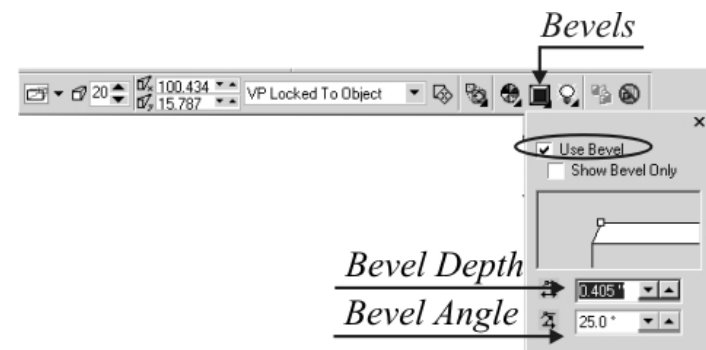 Bevels
20 x 100.434 VP Locked To Object
y 15.787
Use Bevel
Show Bevel Only
Bevel Depth 0.405 "
Bevel Angle 25.0 °